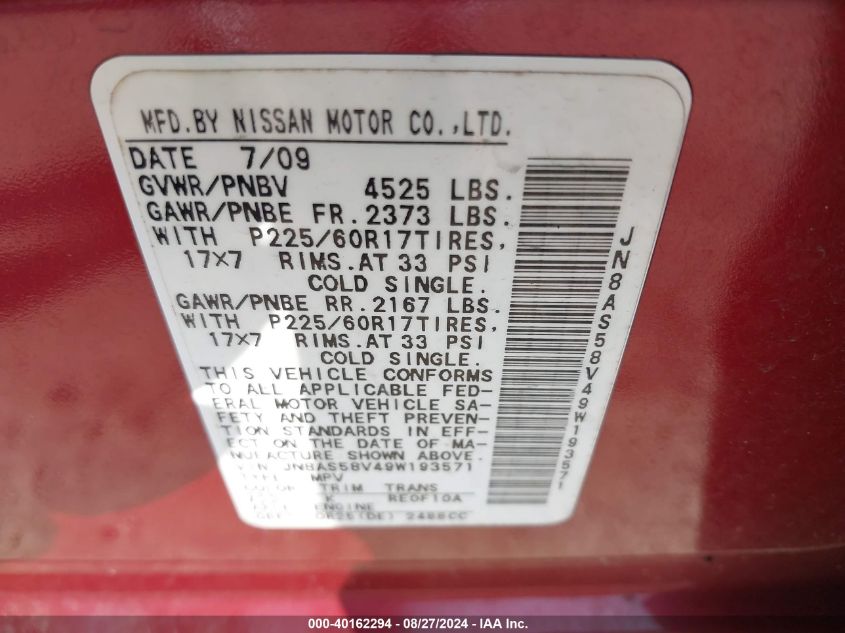 MFD.BY NISSAN MOTOR CO.,LTD.
DATE 7/09
GVWR/PNBV 4525 LBS.
GAWR/PNBE FR.2373 LBS.
WITH P225/60R17TIRES,
17X7 RIMS.AT 33 PSI
COLD SINGLE.
GAWR/PNBE RR.2167 LBS.
WITH P225/60R17TIRES,
17X7 RIMS.AT 33 PSI
COLD SINGLE.
THIS VEHICLE CONFORMS
TO ALL APPLICABLE FED-
ERAL MOTOR VEHICLE SA-
FETY AND THEFT PREVEN-
TION STANDARDS IN EFF-
ECT ON THE DATE OF MA-
NUFACTURE SHOWN ABOVE.
VIN JN8AS58V49W193571
TYPE MPV
COLOR TRIM TRANS
K RE0F10A
ENGINE
QR25(DE) 2488CC
JN8AS58V49W193571
000-40162294 - 08/27/2024 - IAA Inc.